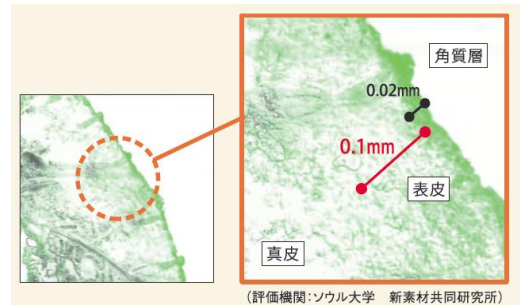 角質層
0.02mm
0.1mm
表皮
真皮
(評価機関:ソウル大学 新素材共同研究所)